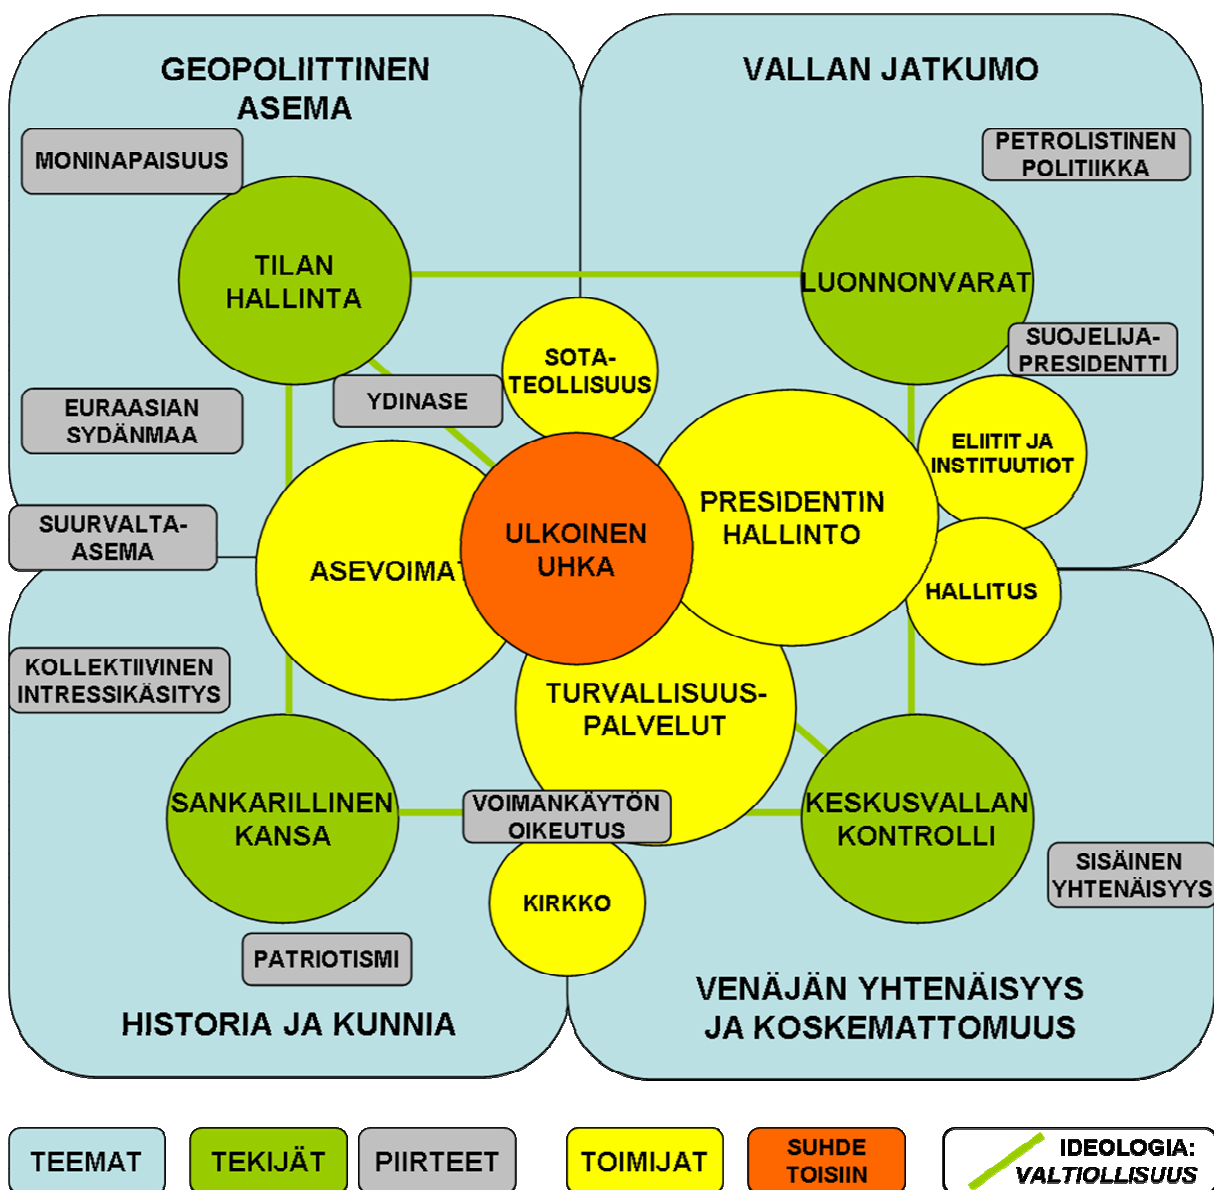 GEOPOLIITTINEN
ASEMA
VALLAN JATKUMO
MONINAPAISUUS
PETROLISTINEN
POLITIIKKA
TILAN
HALLINTA
LUONNONVARAT
SUOJELIJA-
PRESIDENTTI
SOTA-
TEOLLISUUS
YDINASE
EURAASIAN
SYDÄNMAA
ELIITIT JA
INSTITUUTIOT
SUURVALTA-
ASEMA
ASEVOIMAT
ULKOINEN
UHKA
PRESIDENTIN
HALLINTO
HALLITUS
KOLLEKTIIVINEN
INTRESSIKÄSITYS
TURVALLISUUS-
PALVELUT
SANKARILLINEN
KANSA
VOIMANKÄYTÖN
OIKEUTUS
KESKUSVALLAN
KONTROLLI
SISÄINEN
YHTENÄISYYS
KIRKKO
PATRIOTISMI
HISTORIA JA KUNNIA
VENÄJÄN YHTENÄISYYS
JA KOSKEMATTOMUUS
TEEMAT
TEKIJÄT
PIIRTEET
TOIMIJAT
SUHDE
TOISIIN
IDEOLOGIA:
VALTIOLLISUUS